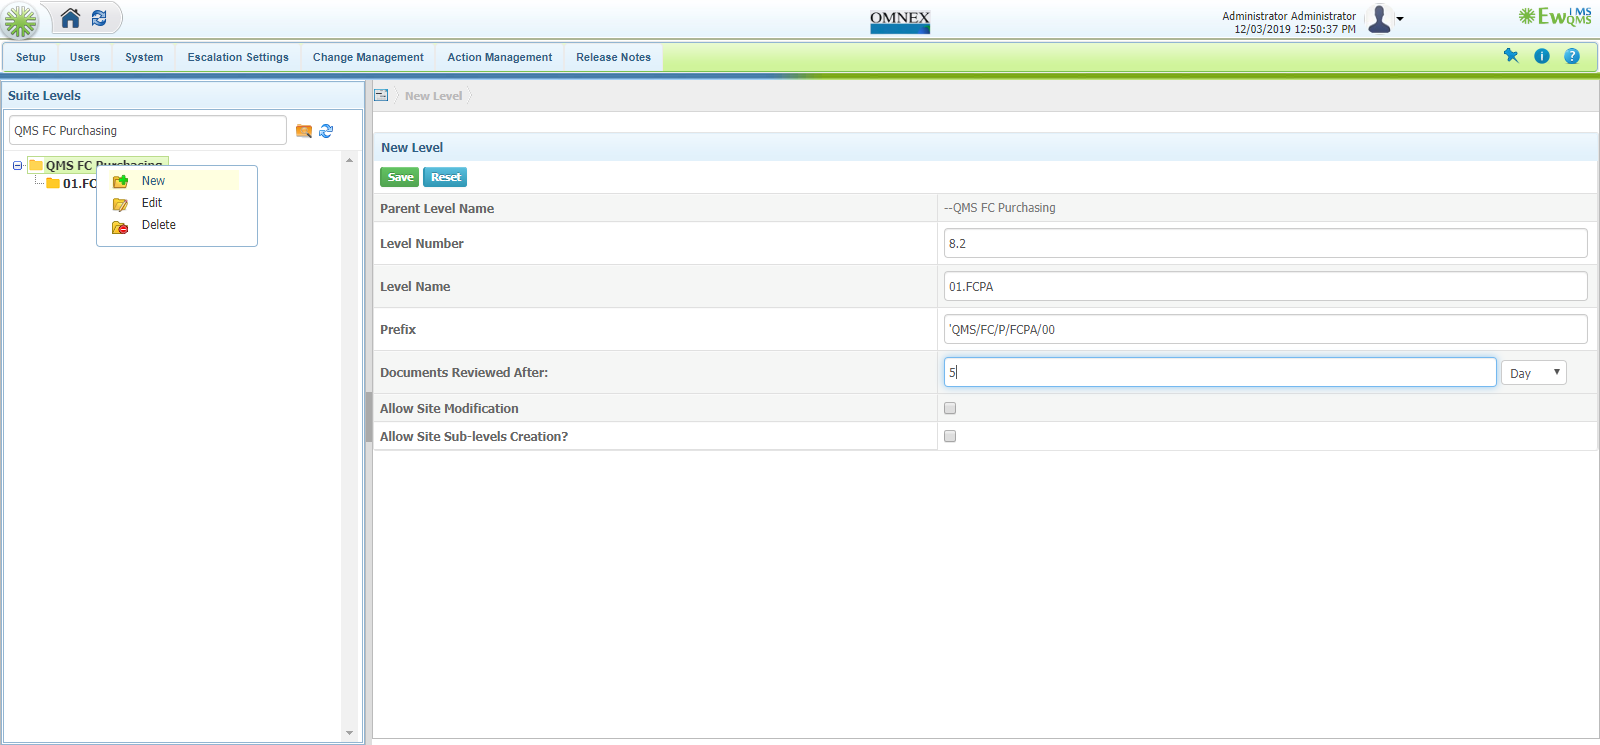 OMNEX
Administrator Administrator
12/03/2019 12:50:37 PM
EwIMS
QMS
Setup Users System Escalation Settings Change Management Action Management Release Notes
i ?
Suite Levels
QMS FC Purchasing
QMS FC Purchasing
01.FC
New
Edit
Delete
New Level
New Level
Save Reset
Parent Level Name --QMS FC Purchasing
Level Number 8.2
Level Name 01.FCPA
Prefix 'QMS/FC/P/FCPA/00
Documents Reviewed After: 5 Day
Allow Site Modification
Allow Site Sub-levels Creation?